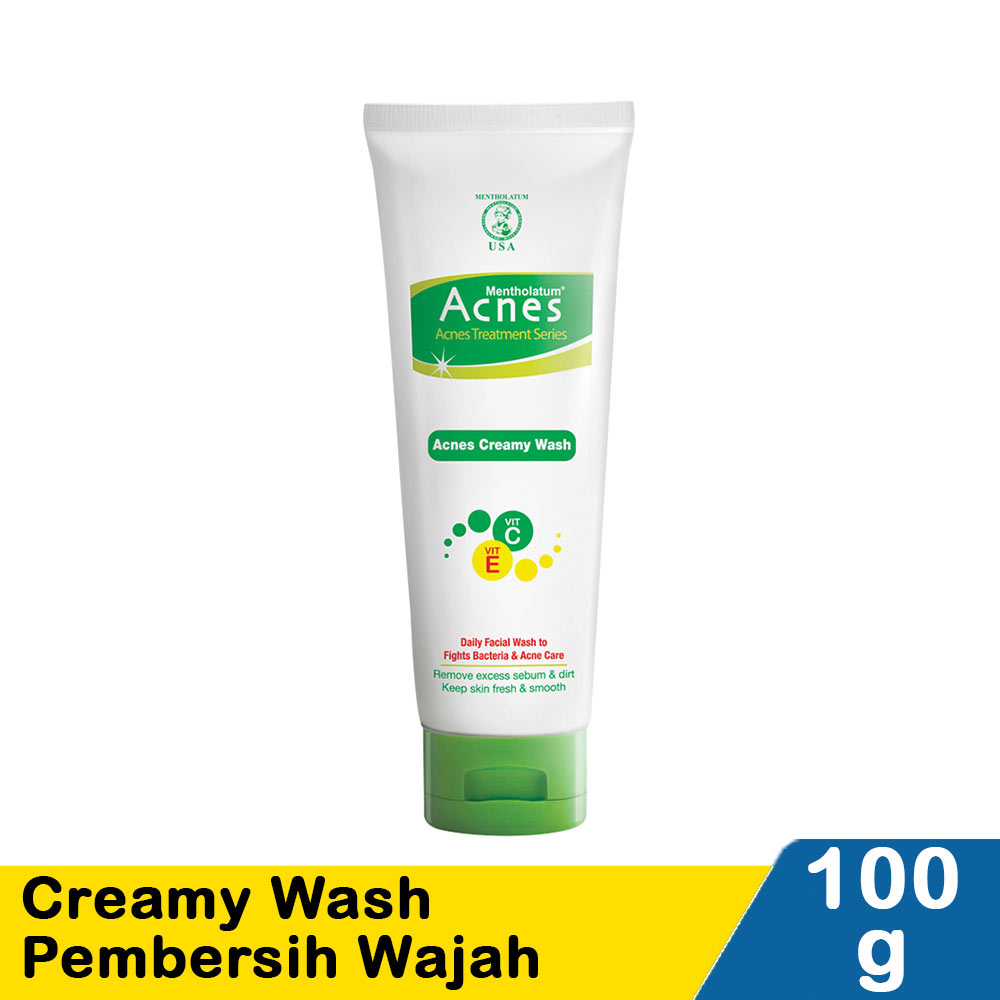 MENTHOLATUM
USA
Mentholatum®
Acnes
Acnes Treatment Series
Acnes Creamy Wash
VIT
C
VIT
E
Daily Facial Wash to
Fights Bacteria & Acne Care
Remove excess sebum & dirt
Keep skin fresh & smooth
Creamy Wash
Pembersih Wajah
100
g